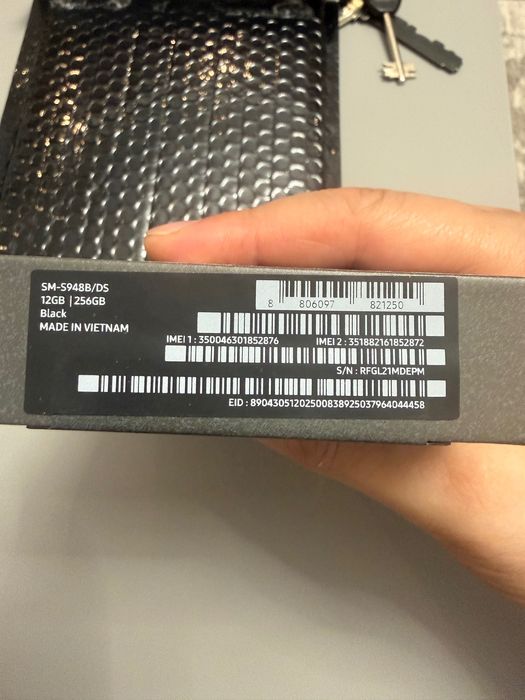 SM-S948B/DS
12GB | 256GB
Black
MADE IN VIETNAM
8 806097 821250
IMEI 1 : 350046301852876 IMEI 2 : 351882161852872
S/N : RFGL21MDEPM
EID : 89043051202500838925037964044458